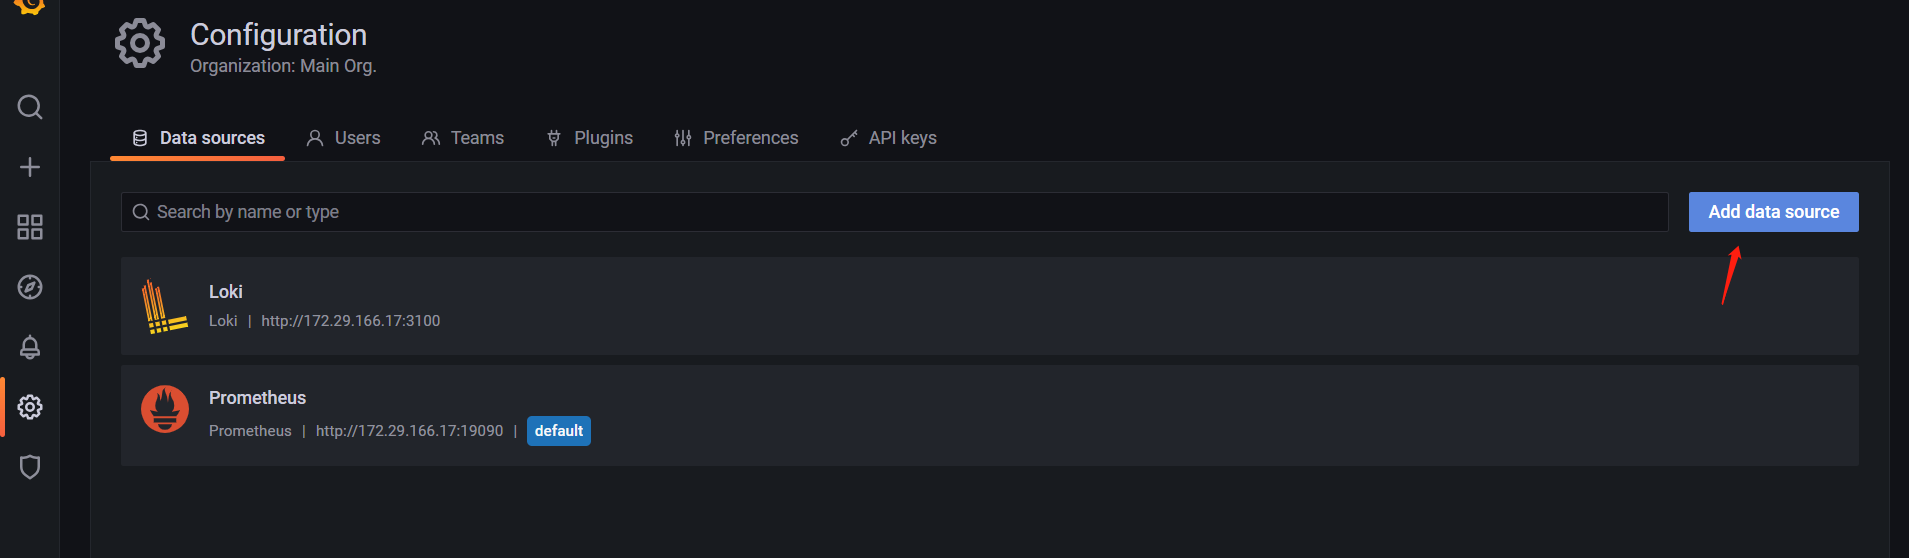 Configuration
Organization: Main Org.
Data sources Users Teams Plugins Preferences API keys
Search by name or type Add data source
Loki
Loki | http://172.29.166.17:3100
Prometheus
Prometheus | http://172.29.166.17:19090 | default